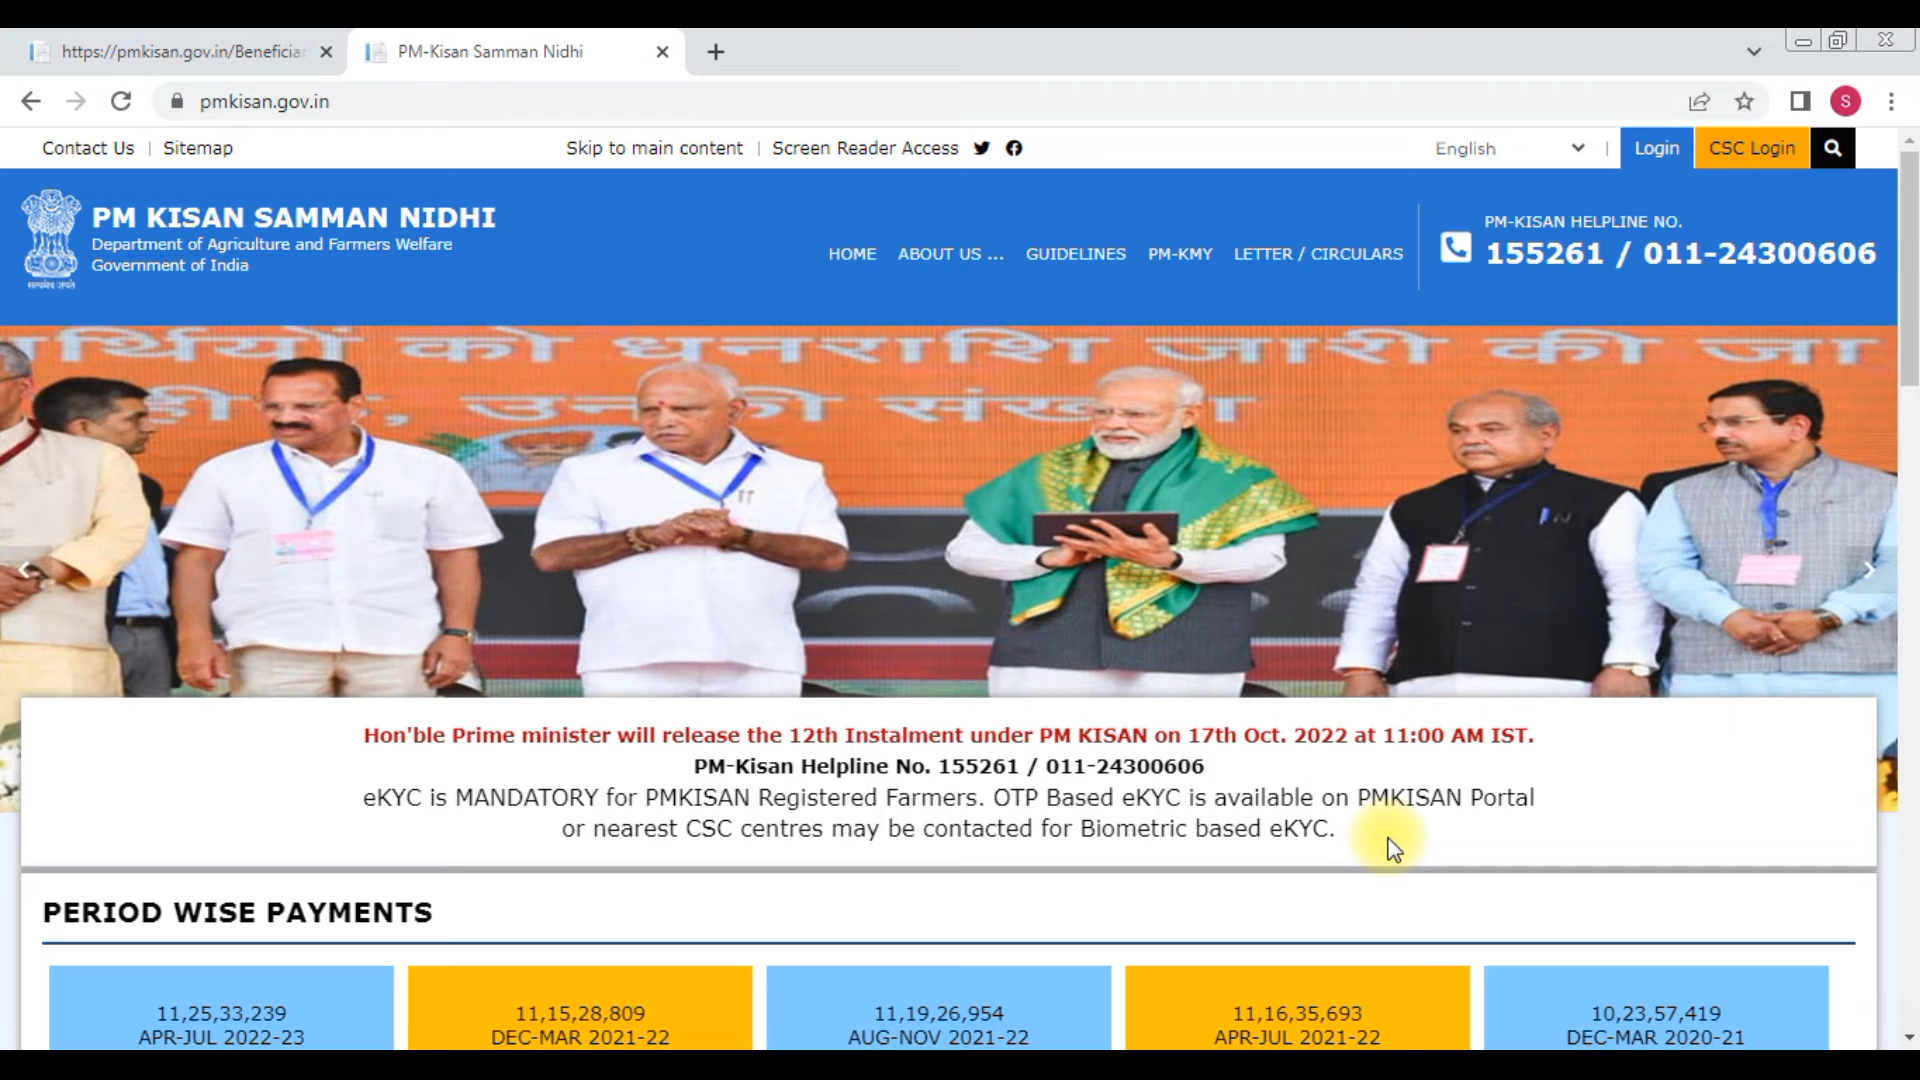 https://pmkisan.gov.in/Beneficiar
PM-Kisan Samman Nidhi
pmkisan.gov.in
S
Contact Us | Sitemap
Skip to main content | Screen Reader Access
English
Login
CSC Login
PM KISAN SAMMAN NIDHI
Department of Agriculture and Farmers Welfare
Government of India
सत्यमेव जयते
HOME ABOUT US ... GUIDELINES PM-KMY LETTER / CIRCULARS
PM-KISAN HELPLINE NO.
155261 / 011-24300606
र्थियों को धनराशि जारी की जा
उनकी संख्या
Hon'ble Prime minister will release the 12th Instalment under PM KISAN on 17th Oct. 2022 at 11:00 AM IST.
PM-Kisan Helpline No. 155261 / 011-24300606
eKYC is MANDATORY for PMKISAN Registered Farmers. OTP Based eKYC is available on PMKISAN Portal
or nearest CSC centres may be contacted for Biometric based eKYC.
PERIOD WISE PAYMENTS
11,25,33,239
APR-JUL 2022-23
11,15,28,809
DEC-MAR 2021-22
11,19,26,954
AUG-NOV 2021-22
11,16,35,693
APR-JUL 2021-22
10,23,57,419
DEC-MAR 2020-21